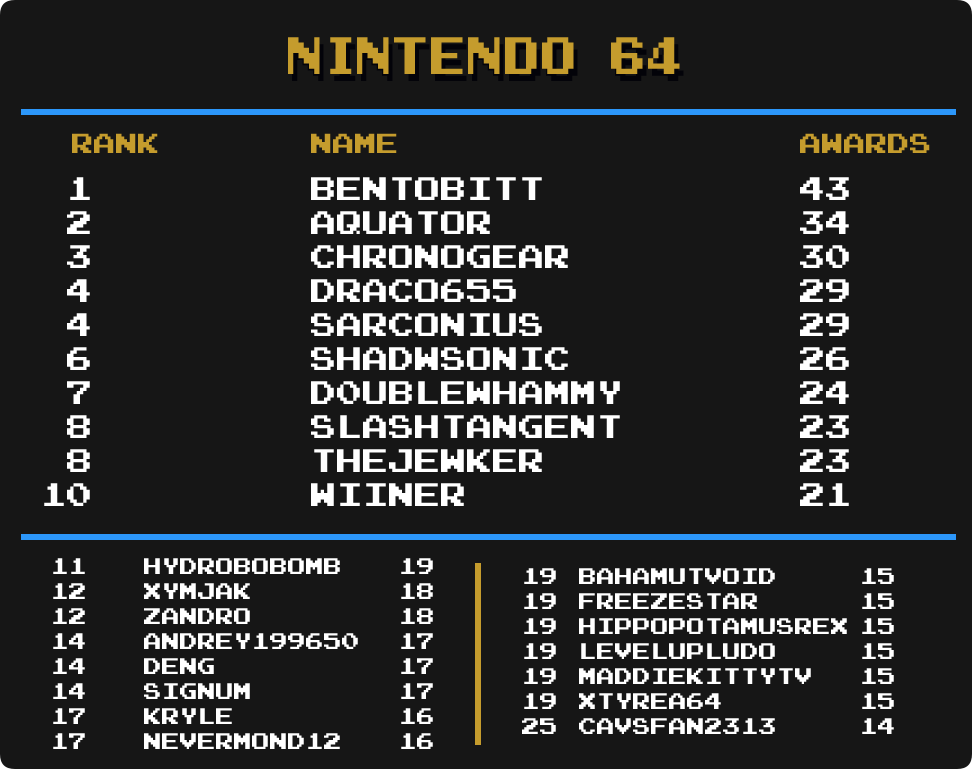 NINTENDO 64
RANK NAME AWARDS
1 BENTOBITT 43
2 AQUATOR 34
3 CHRONOGEAR 30
4 DRACO655 29
4 SARCONIUS 29
6 SHADWSONIC 26
7 DOUBLEWHAMMY 24
8 SLASHTANGENT 23
8 THEJEWKER 23
10 WIINER 21
11 HYDROBOBOMB 19
12 XYMJAK 18
12 ZANDRO 18
14 ANDREY199650 17
14 DENG 17
14 SIGNUM 17
17 KRYLE 16
17 NEVERMOND12 16
19 BAHAMUTVOID 15
19 FREEZESTAR 15
19 HIPPOPOTAMUSREX 15
19 LEVELUPLUDO 15
19 MADDIEKITTYTV 15
19 XTYREA64 15
25 CAVSFAN2313 14